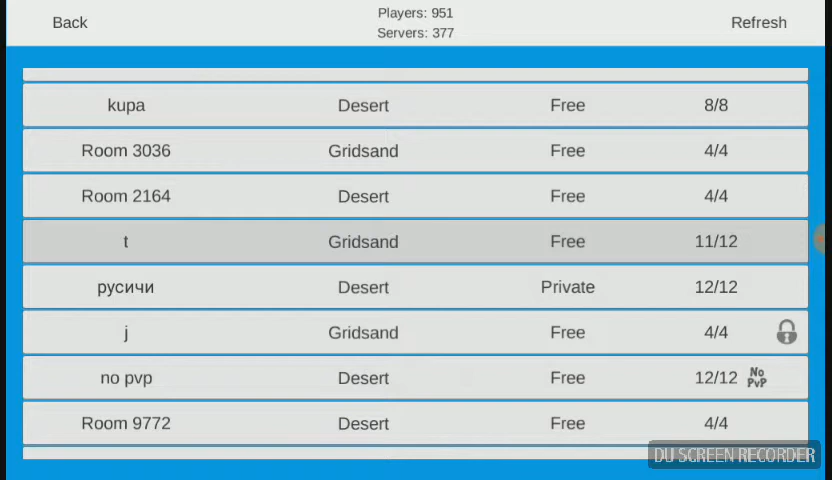 Back
Players: 951
Servers: 377
Refresh
kupa Desert Free 8/8
Room 3036 Gridsand Free 4/4
Room 2164 Desert Free 4/4
t Gridsand Free 11/12
русичи Desert Private 12/12
j Gridsand Free 4/4
no pvp Desert Free 12/12 No PvP
Room 9772 Desert Free 4/4
DU SCREEN RECORDER